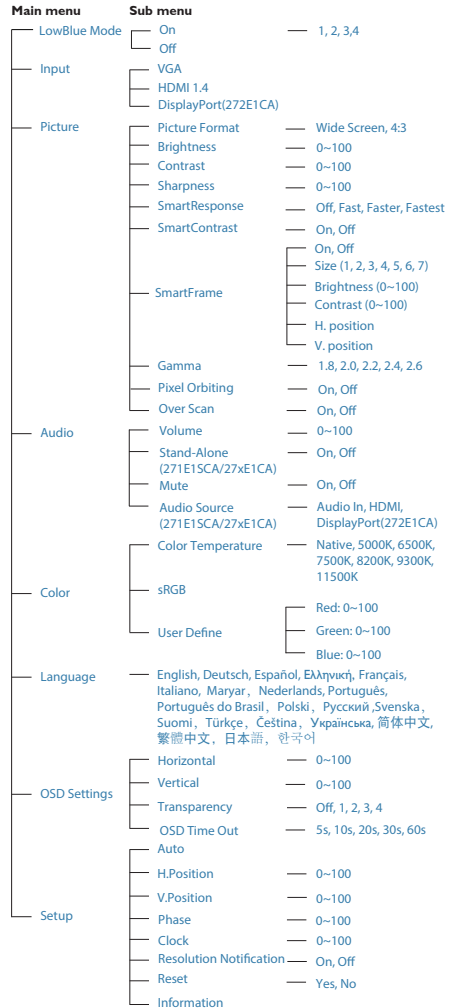 Main menu Sub menu
LowBlue Mode On 1, 2, 3,4
Off
Input VGA
HDMI 1.4
DisplayPort(272E1CA)
Picture Picture Format Wide Screen, 4:3
Brightness 0~100
Contrast 0~100
Sharpness 0~100
SmartResponse Off, Fast, Faster, Fastest
SmartContrast On, Off
On, Off
Size (1, 2, 3, 4, 5, 6, 7)
SmartFrame Brightness (0~100)
Contrast (0~100)
H. position
V. position
Gamma 1.8, 2.0, 2.2, 2.4, 2.6
Pixel Orbiting On, Off
Over Scan On, Off
Audio Volume 0~100
Stand-Alone On, Off
(271E1SCA/27xE1CA)
Mute On, Off
Audio Source Audio In, HDMI,
(271E1SCA/27xE1CA) DisplayPort(272E1CA)
Color Temperature Native, 5000K, 6500K,
7500K, 8200K, 9300K,
11500K
Color sRGB
Red: 0~100
User Define Green: 0~100
Blue: 0~100
Language English, Deutsch, Español, Ελληνική, Français,
Italiano, Maryar, Nederlands, Português,
Português do Brasil, Polski, Русский ,Svenska,
Suomi, Türkçe, Čeština, Українська, 简体中文,
繁體中文, 日本語, 한국어
Horizontal 0~100
Vertical 0~100
OSD Settings Transparency Off, 1, 2, 3, 4
OSD Time Out 5s, 10s, 20s, 30s, 60s
Auto
H.Position 0~100
V.Position 0~100
Setup Phase 0~100
Clock 0~100
Resolution Notification On, Off
Reset Yes, No
Information